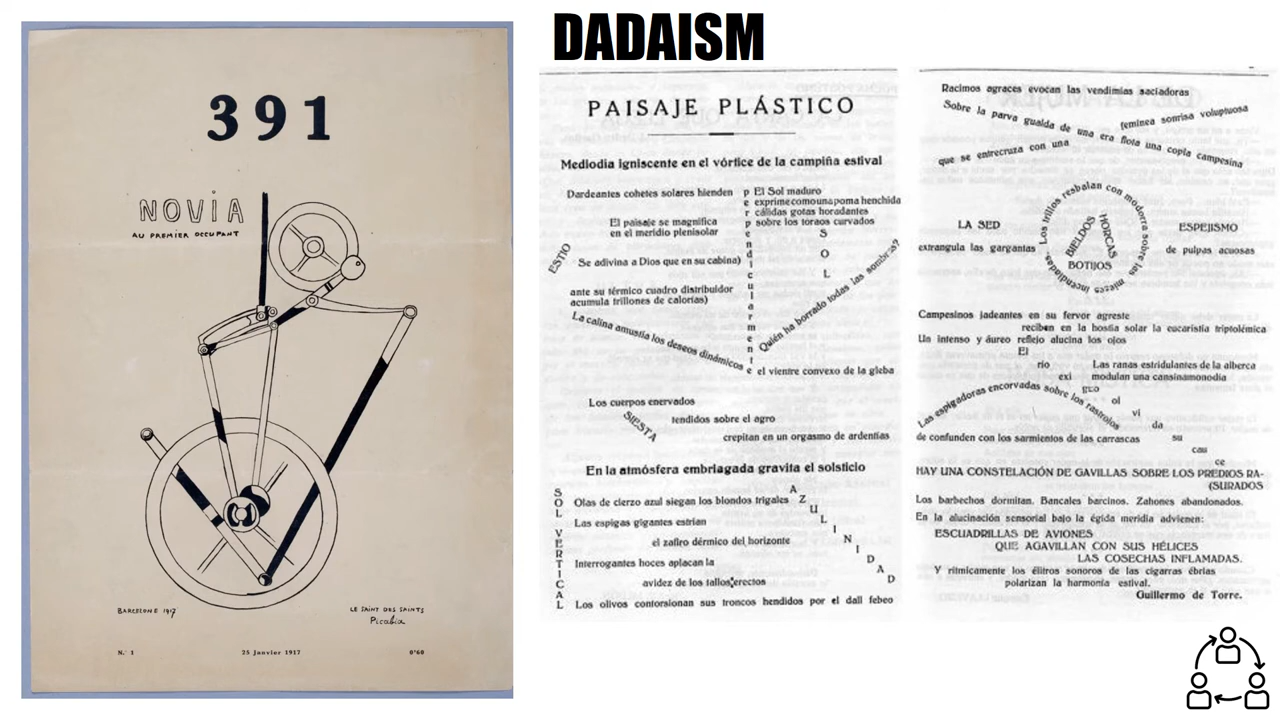 DADAISM
391
NOVIA
AU PREMIER OCCUPANT
BARCELONE 1917
LE SAINT DES SAINTS
Picabia
N.° 1
25 Janvier 1917
0f60
PAISAJE PLÁSTICO
Mediodia igniscente en el vórtice de la campiña estival
Dardeantes cohetes solares hienden
perpendicularmente
El Sol maduro
exprimecomounapoma henchida
cálidas gotas horadantes
sobre los toraos curvados
El paisaje se magnifica
en el meridio plenisolar
SOL
ESTIO
Se adivina a Dios que en su cabina)
ante su térmico cuadro distribuidor
acumula trillones de calorías)
Quién ha borrado todas las sombras?
La calina amustia los deseos dinámicos
el vientre convexo de la gleba
Los cuerpos enervados
SIESTA
tendidos sobre el agro
crepitan en un orgasmo de ardentías
En la atmósfera embriagada gravita el solsticio
SOL VERTICAL
AZULINIDAD
Olas de cierzo azul siegan los blondos trigales
Las espigas gigantes estrían
el zafiro dérmico del horizonte
Interrogantes hoces aplacan la
avidez de los tallos erectos
Los olivos contorsionan sus troncos hendidos por el dall febeo
Racimos agraces evocan las vendimias saciadoras
Sobre la parva gualda de una era flota una copla campesina
que se entrecruza con una
feminea sonrisa voluptuosa
LA SED
extrangula las gargantas
Los trillos resbalan con modorra sobre las mieses incendiadas
BIELDOS
HORCAS
BOTIJOS
ESPEJISMO
de pulpas acuosas
Campesinos jadeantes en su fervor agreste
reciben en la hostia solar la eucaristía triptolémica
Un intenso y áureo reflejo alucina los ojos
El
río
exi
guo
ol
vi
da
su
cau
ce
Las ranas estridulantes de la alberca
modulan una cansinamonodia
Las espigadoras encorvadas sobre los rastrojos
de confunden con los sarmientos de las carrascas
HAY UNA CONSTELACIÓN DE GAVILLAS SOBRE LOS PREDIOS RA-
(SURADOS
Los barbechos dormitan. Bancales barcinos. Zahones abandonados.
En la alucinación sensorial bajo la égida meridia advienen:
ESCUADRILLAS DE AVIONES
QUE AGAVILLAN CON SUS HÉLICES
LAS COSECHAS INFLAMADAS.
Y rítmicamente los élitros sonoros de las cigarras ébrias
polarizan la harmonía estival.
Guillermo de Torre.